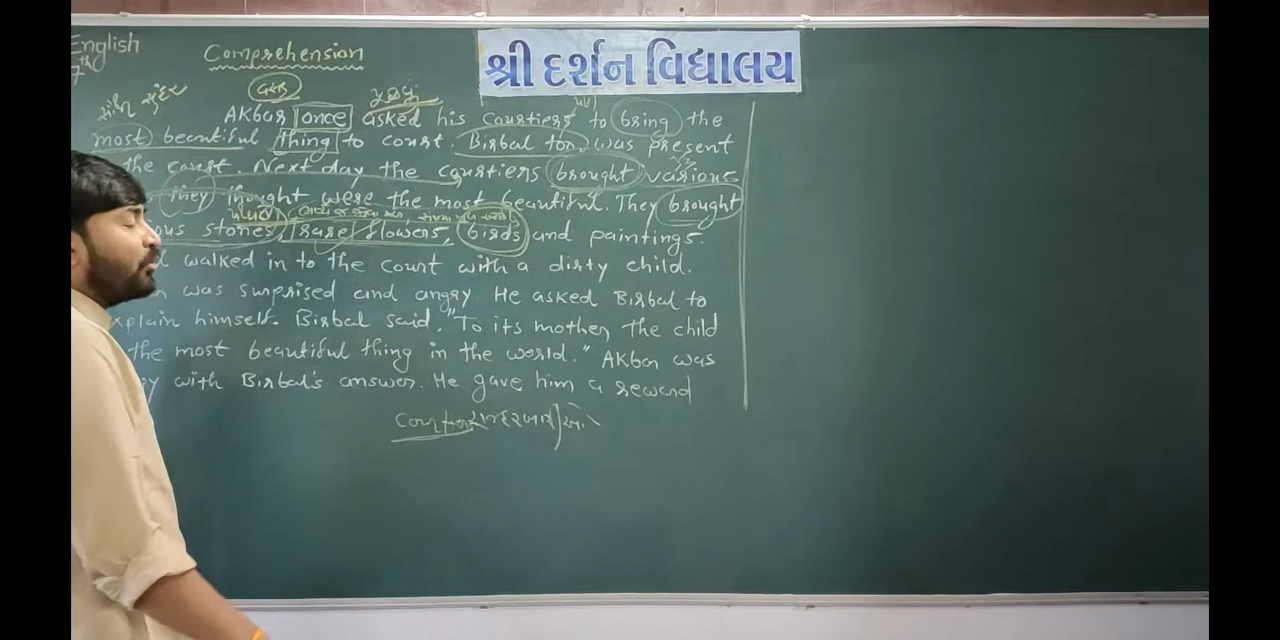 English
7th
Comprehension
શ્રી દર્શન વિદ્યાલય
સુંદર
Akbar once asked his courtiers to bring the
most beautiful thing to court. Birbal too, was present
the court. Next day the courtiers brought various
they thought were the most beautiful. They brought
ous stones, rare flowers, birds and paintings.
walked in to the court with a dirty child.
was surprised and angry. He asked Birbal to
xplain himself. Birbal said. "To its mother, the child
the most beautiful thing in the world." Akbar was
with Birbal's answer. He gave him a reward